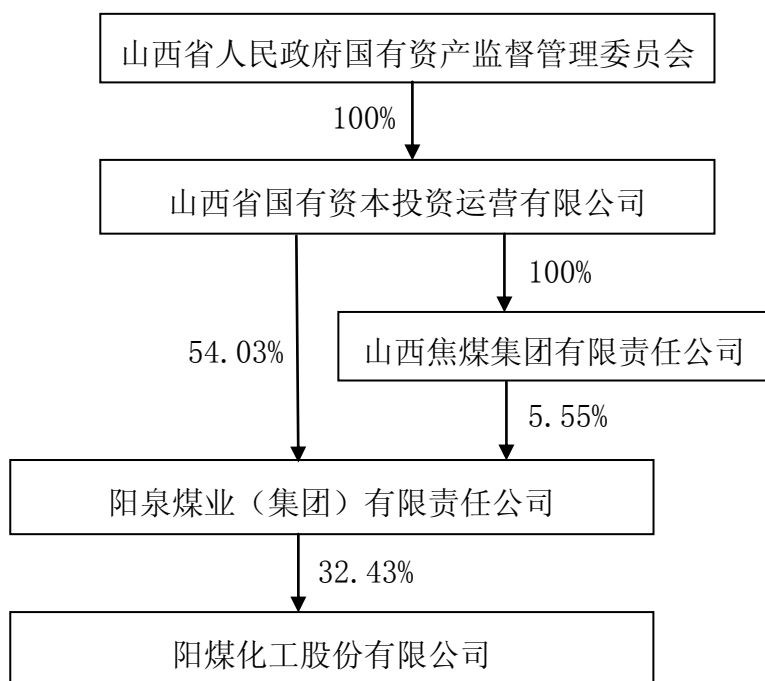 山西省人民政府国有资产监督管理委员会
100%
山西省国有资本投资运营有限公司
100%
54.03%
山西焦煤集团有限责任公司
5.55%
阳泉煤业（集团）有限责任公司
32.43%
阳煤化工股份有限公司